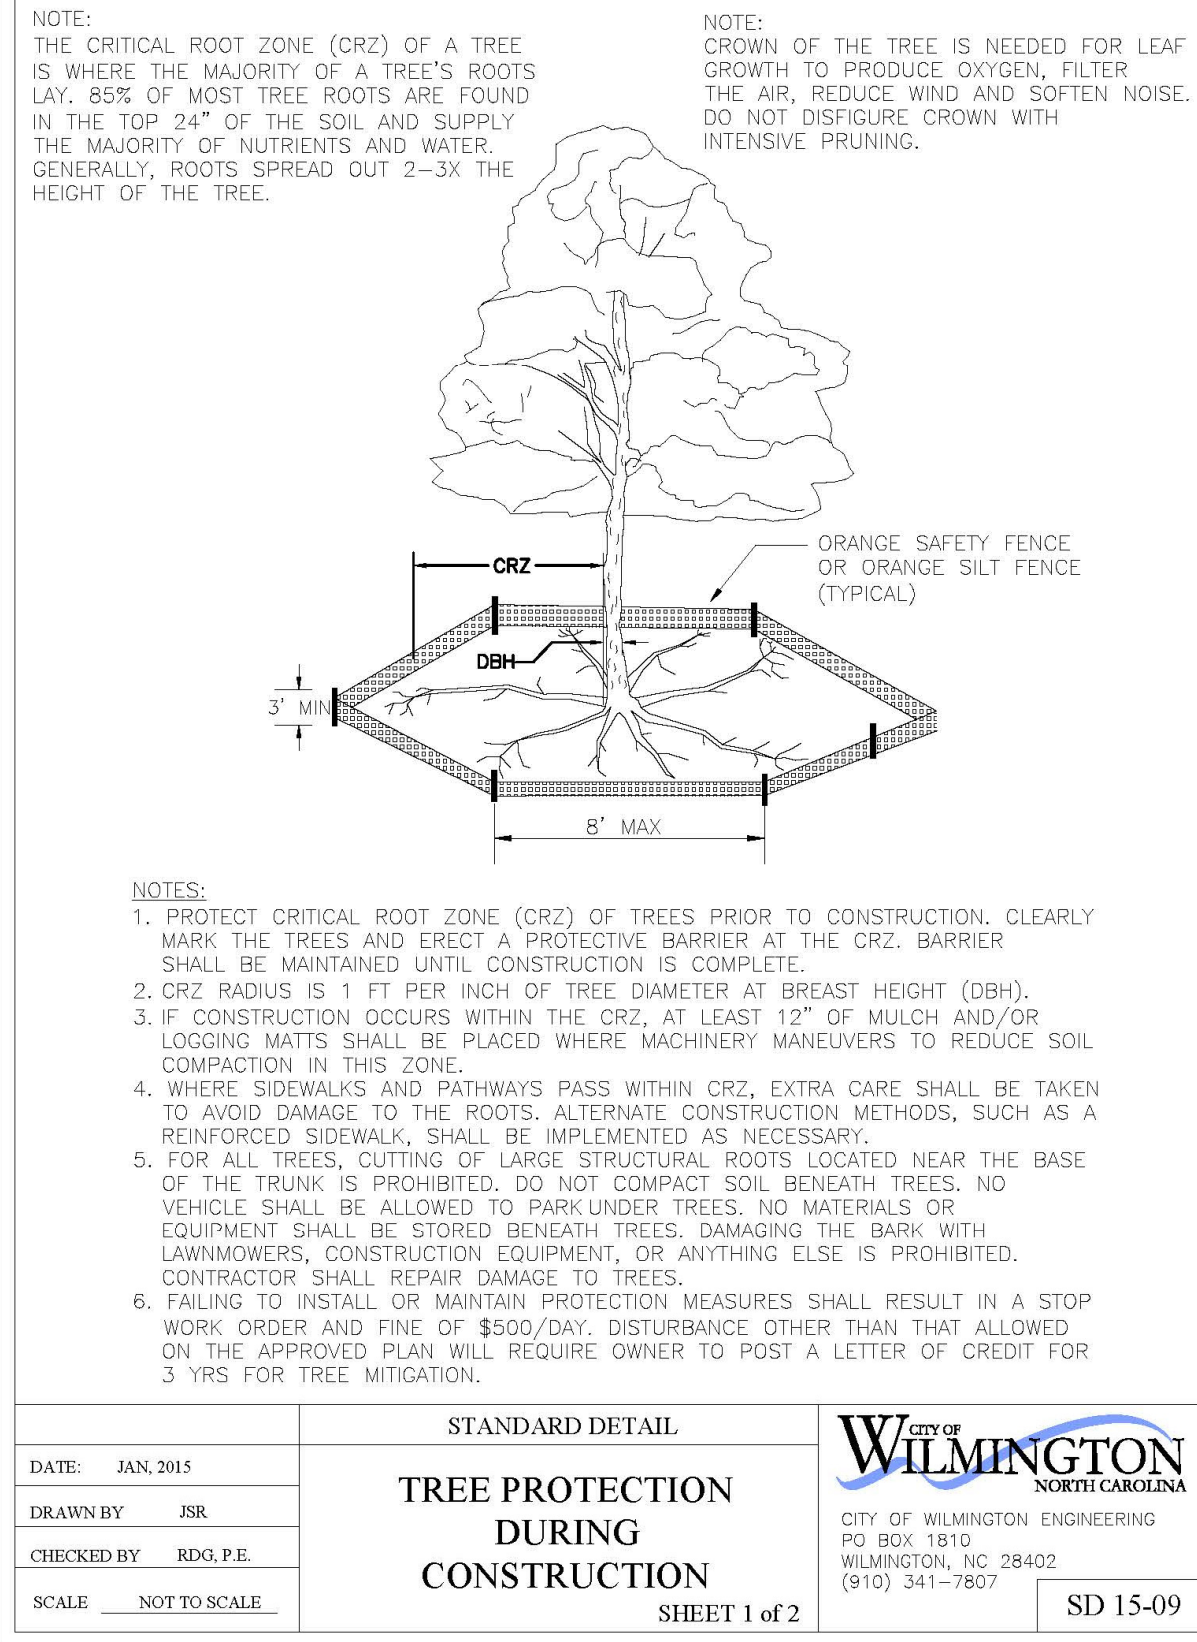 NOTE:
THE CRITICAL ROOT ZONE (CRZ) OF A TREE
IS WHERE THE MAJORITY OF A TREE'S ROOTS
LAY. 85% OF MOST TREE ROOTS ARE FOUND
IN THE TOP 24" OF THE SOIL AND SUPPLY
THE MAJORITY OF NUTRIENTS AND WATER.
GENERALLY, ROOTS SPREAD OUT 2-3X THE
HEIGHT OF THE TREE.
NOTE:
CROWN OF THE TREE IS NEEDED FOR LEAF
GROWTH TO PRODUCE OXYGEN, FILTER
THE AIR, REDUCE WIND AND SOFTEN NOISE.
DO NOT DISFIGURE CROWN WITH
INTENSIVE PRUNING.
ORANGE SAFETY FENCE
OR ORANGE SILT FENCE
(TYPICAL)
CRZ
DBH
3' MIN
8' MAX
NOTES:
1. PROTECT CRITICAL ROOT ZONE (CRZ) OF TREES PRIOR TO CONSTRUCTION. CLEARLY
MARK THE TREES AND ERECT A PROTECTIVE BARRIER AT THE CRZ. BARRIER
SHALL BE MAINTAINED UNTIL CONSTRUCTION IS COMPLETE.
2. CRZ RADIUS IS 1 FT PER INCH OF TREE DIAMETER AT BREAST HEIGHT (DBH).
3. IF CONSTRUCTION OCCURS WITHIN THE CRZ, AT LEAST 12" OF MULCH AND/OR
LOGGING MATTS SHALL BE PLACED WHERE MACHINERY MANEUVERS TO REDUCE SOIL
COMPACTION IN THIS ZONE.
4. WHERE SIDEWALKS AND PATHWAYS PASS WITHIN CRZ, EXTRA CARE SHALL BE TAKEN
TO AVOID DAMAGE TO THE ROOTS. ALTERNATE CONSTRUCTION METHODS, SUCH AS A
REINFORCED SIDEWALK, SHALL BE IMPLEMENTED AS NECESSARY.
5. FOR ALL TREES, CUTTING OF LARGE STRUCTURAL ROOTS LOCATED NEAR THE BASE
OF THE TRUNK IS PROHIBITED. DO NOT COMPACT SOIL BENEATH TREES. NO
VEHICLE SHALL BE ALLOWED TO PARK UNDER TREES. NO MATERIALS OR
EQUIPMENT SHALL BE STORED BENEATH TREES. DAMAGING THE BARK WITH
LAWNMOWERS, CONSTRUCTION EQUIPMENT, OR ANYTHING ELSE IS PROHIBITED.
CONTRACTOR SHALL REPAIR DAMAGE TO TREES.
6. FAILING TO INSTALL OR MAINTAIN PROTECTION MEASURES SHALL RESULT IN A STOP
WORK ORDER AND FINE OF $500/DAY. DISTURBANCE OTHER THAN THAT ALLOWED
ON THE APPROVED PLAN WILL REQUIRE OWNER TO POST A LETTER OF CREDIT FOR
3 YRS FOR TREE MITIGATION.
DATE: JAN, 2015
DRAWN BY JSR
CHECKED BY RDG, P.E.
SCALE NOT TO SCALE
STANDARD DETAIL
TREE PROTECTION
DURING
CONSTRUCTION
SHEET 1 of 2
CITY OF
WILMINGTON
NORTH CAROLINA
CITY OF WILMINGTON ENGINEERING
PO BOX 1810
WILMINGTON, NC 28402
(910) 341-7807
SD 15-09